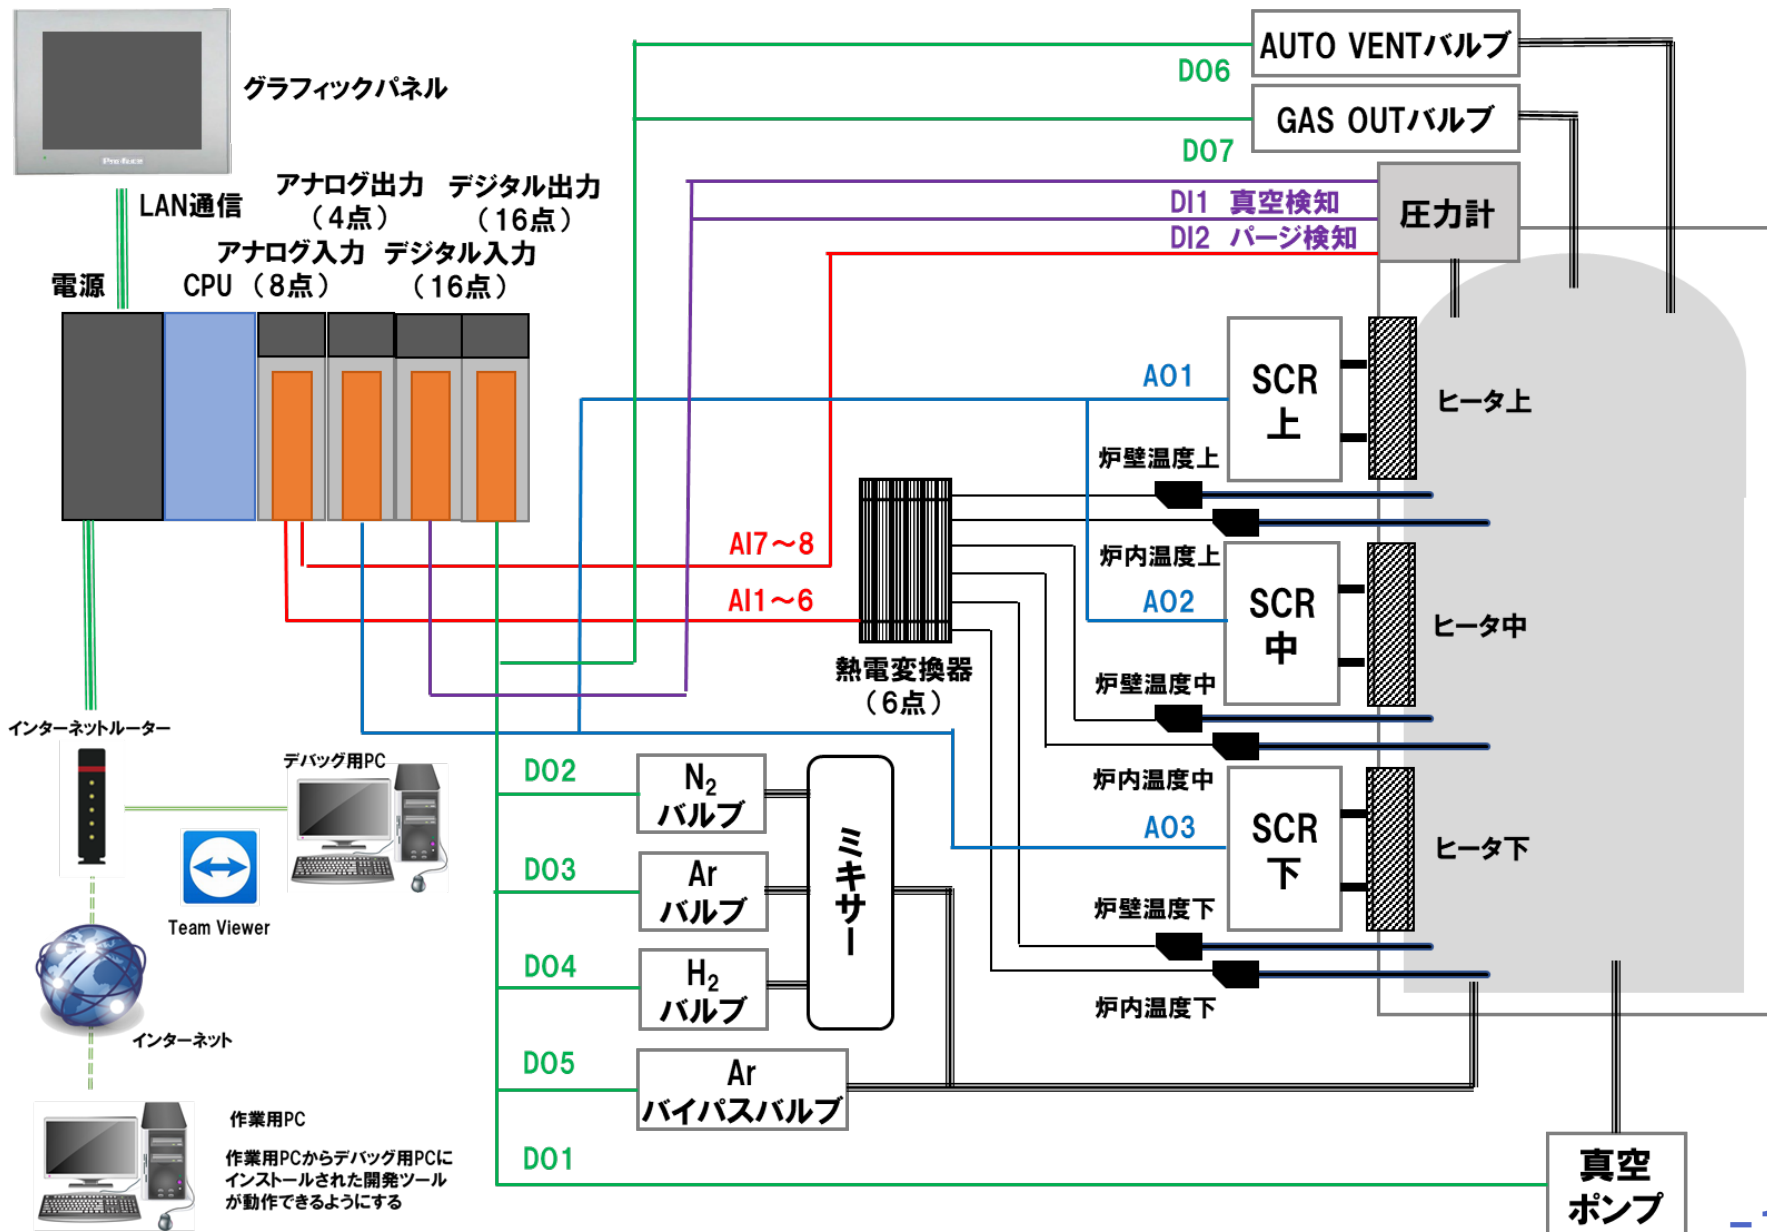 AUTO VENTバルブ
DO6
グラフィックパネル
GAS OUTバルブ
DO7
Pro-face
アナログ出力
（4点）
デジタル出力
（16点）
LAN通信
DI1 真空検知
DI2 パージ検知
圧力計
アナログ入力
（8点）
デジタル入力
（16点）
電源
CPU
AO1
SCR
上
ヒータ上
炉壁温度上
AI7～8
炉内温度上
AI1～6
AO2
SCR
中
ヒータ中
熱電変換器
（6点）
炉壁温度中
インターネットルーター
デバッグ用PC
DO2
N₂
バルブ
炉内温度中
ミキサー
AO3
SCR
下
ヒータ下
DO3
Ar
バルブ
炉壁温度下
Team Viewer
DO4
H₂
バルブ
炉内温度下
インターネット
DO5
Ar
バイパスバルブ
作業用PC
作業用PCからデバッグ用PCに
インストールされた開発ツール
が動作できるようにする
DO1
真空
ポンプ